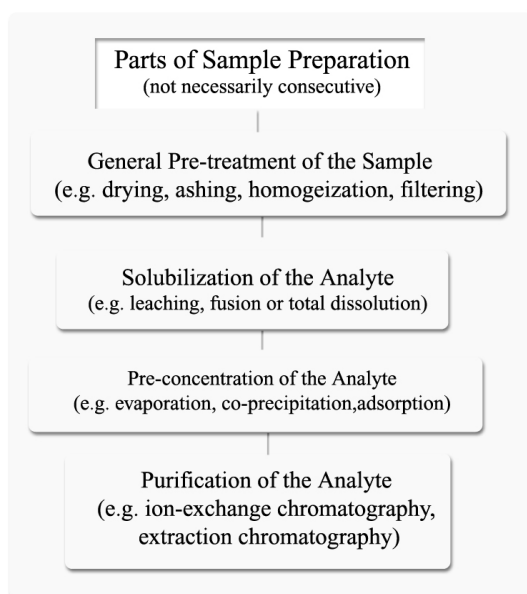 Parts of Sample Preparation
(not necessarily consecutive)
General Pre-treatment of the Sample
(e.g. drying, ashing, homogeization, filtering)
Solubilization of the Analyte
(e.g. leaching, fusion or total dissolution)
Pre-concentration of the Analyte
(e.g. evaporation, co-precipitation,adsorption)
Purification of the Analyte
(e.g. ion-exchange chromatography,
extraction chromatography)